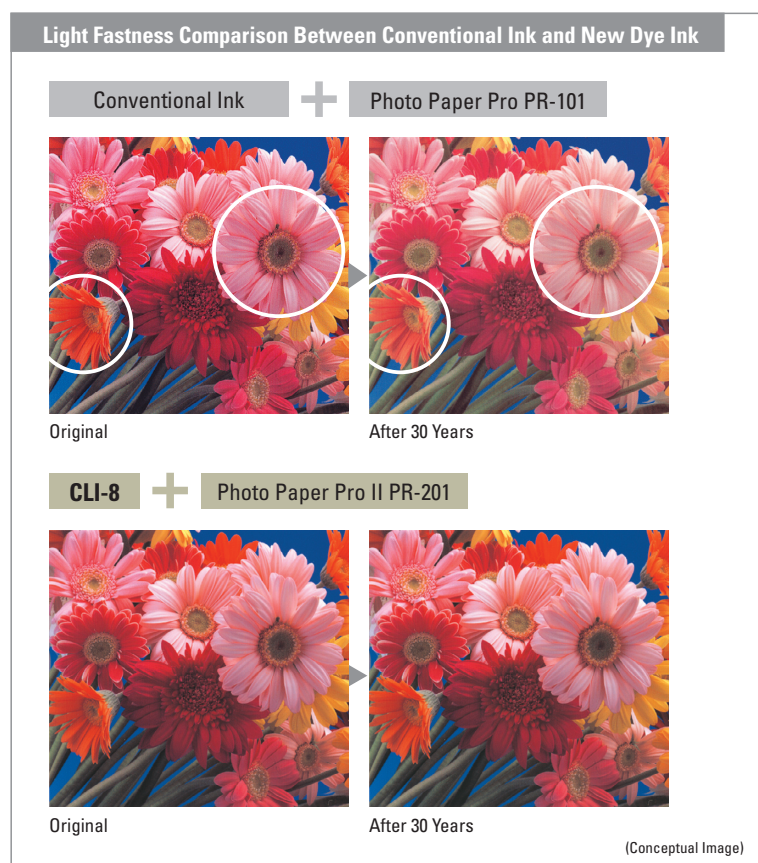 Light Fastness Comparison Between Conventional Ink and New Dye Ink
Conventional Ink + Photo Paper Pro PR-101
Original After 30 Years
CLI-8 + Photo Paper Pro II PR-201
Original After 30 Years
(Conceptual Image)